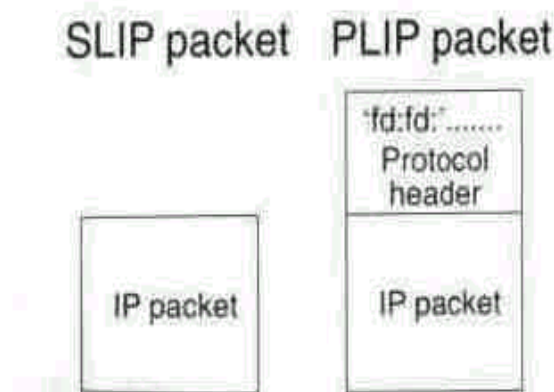 SLIP packet PLIP packet
'fd:fd:'.......
Protocol
header
IP packet IP packet